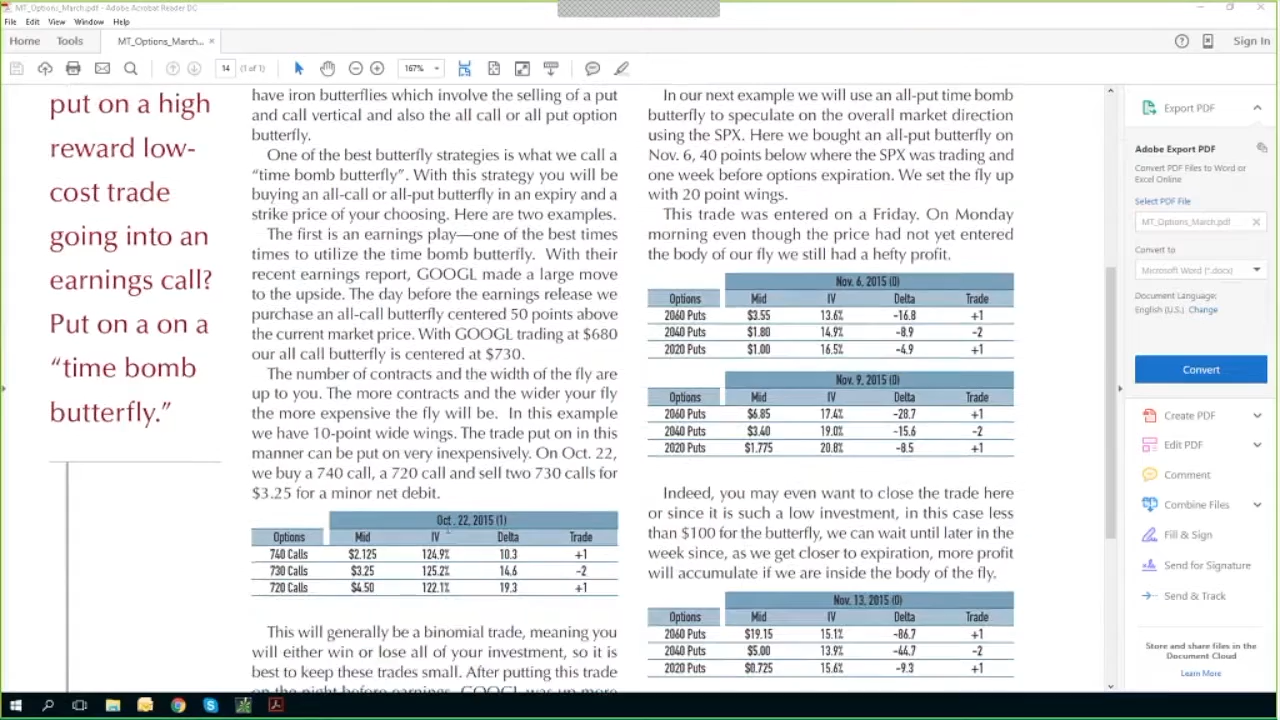 MT_Options_March.pdf - Adobe Acrobat Reader DC
File Edit View Window Help
Home Tools MT_Options_March... × Sign In
14 (1 of 1) 167%
put on a high
reward low-
cost trade
going into an
earnings call?
Put on a on a
“time bomb
butterfly.”
have iron butterflies which involve the selling of a put
and call vertical and also the all call or all put option
butterfly.
One of the best butterfly strategies is what we call a
“time bomb butterfly”. With this strategy you will be
buying an all-call or all-put butterfly in an expiry and a
strike price of your choosing. Here are two examples.
The first is an earnings play—one of the best times
times to utilize the time bomb butterfly. With their
recent earnings report, GOOGL made a large move
to the upside. The day before the earnings release we
purchase an all-call butterfly centered 50 points above
the current market price. With GOOGL trading at $680
our all call butterfly is centered at $730.
The number of contracts and the width of the fly are
up to you. The more contracts and the wider your fly
the more expensive the fly will be. In this example
we have 10-point wide wings. The trade put on in this
manner can be put on very inexpensively. On Oct. 22,
we buy a 740 call, a 720 call and sell two 730 calls for
$3.25 for a minor net debit.
Oct. 22, 2015 (1)
Options Mid IV Delta Trade
740 Calls $2.125 124.9% 10.3 +1
730 Calls $3.25 125.2% 14.6 -2
720 Calls $4.50 122.1% 19.3 +1
This will generally be a binomial trade, meaning you
will either win or lose all of your investment, so it is
best to keep these trades small. After putting this trade
on the night before earnings, GOOGL was up more
In our next example we will use an all-put time bomb
butterfly to speculate on the overall market direction
using the SPX. Here we bought an all-put butterfly on
Nov. 6, 40 points below where the SPX was trading and
one week before options expiration. We set the fly up
with 20 point wings.
This trade was entered on a Friday. On Monday
morning even though the price had not yet entered
the body of our fly we still had a hefty profit.
Nov. 6, 2015 (0)
Options Mid IV Delta Trade
2060 Puts $3.55 13.6% -16.8 +1
2040 Puts $1.80 14.9% -8.9 -2
2020 Puts $1.00 16.5% -4.9 +1
Nov. 9, 2015 (0)
Options Mid IV Delta Trade
2060 Puts $6.85 17.4% -28.7 +1
2040 Puts $3.40 19.0% -15.6 -2
2020 Puts $1.775 20.8% -8.5 +1
Indeed, you may even want to close the trade here
or since it is such a low investment, in this case less
than $100 for the butterfly, we can wait until later in the
week since, as we get closer to expiration, more profit
will accumulate if we are inside the body of the fly.
Nov. 13, 2015 (0)
Options Mid IV Delta Trade
2060 Puts $19.15 15.1% -86.7 +1
2040 Puts $5.00 13.9% -44.7 -2
2020 Puts $0.725 15.6% -9.3 +1
Export PDF
Adobe Export PDF
Convert PDF Files to Word or
Excel Online
Select PDF File
MT_Options_March.pdf ×
Convert to
Microsoft Word (*.docx)
Document Language:
English (U.S.) Change
Convert
Create PDF
Edit PDF
Comment
Combine Files
Fill & Sign
Send for Signature
Send & Track
Store and share files in the
Document Cloud
Learn More